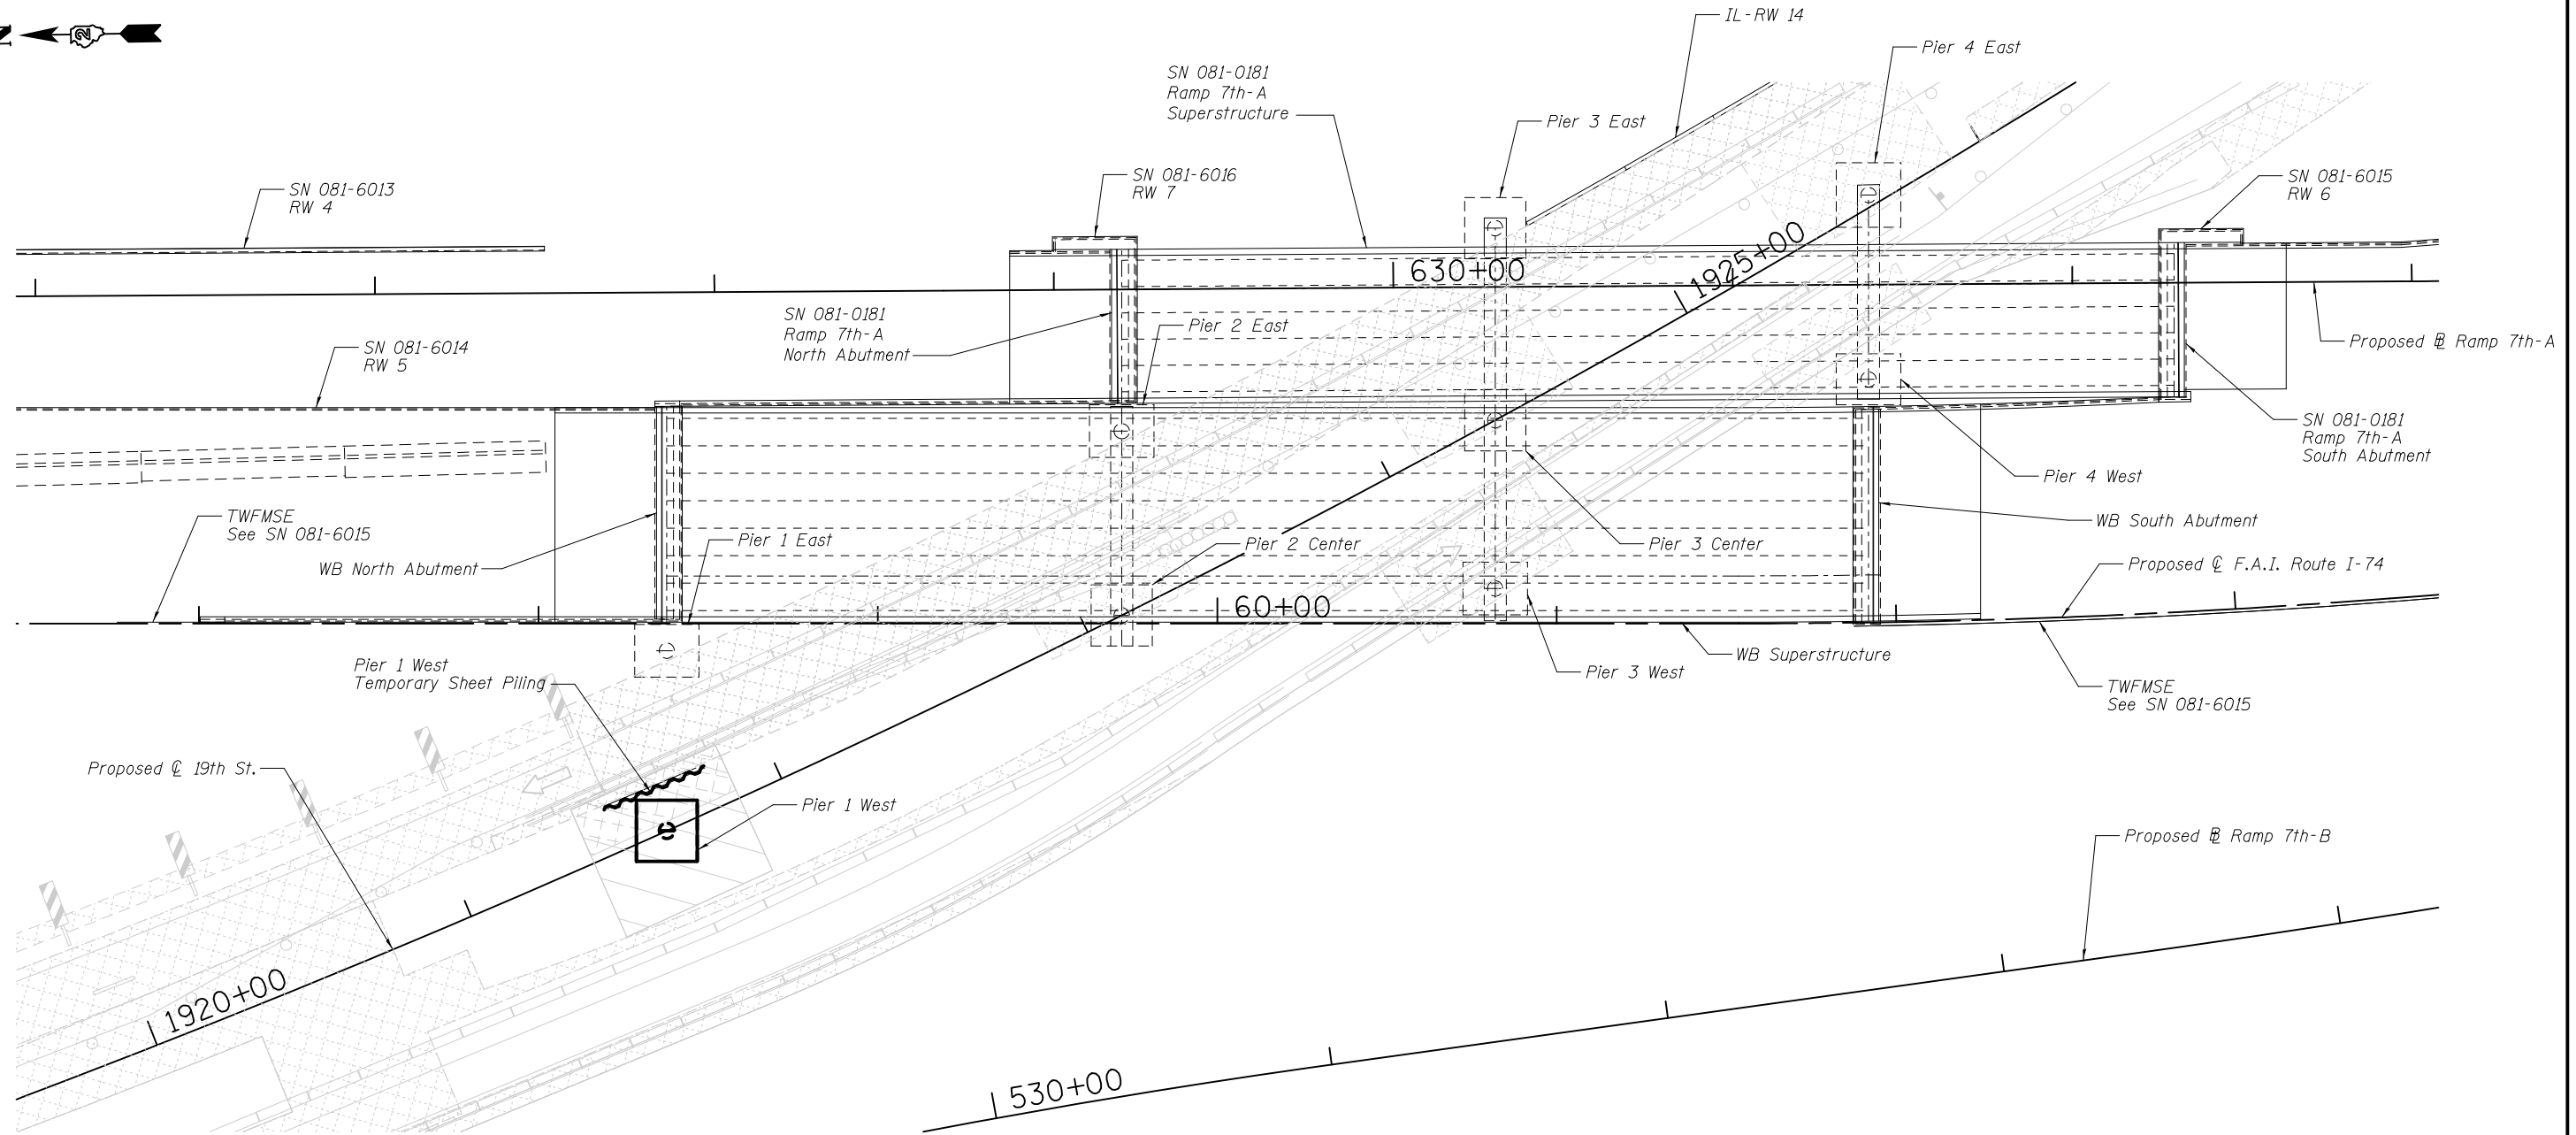 N
2
IL-RW 14
Pier 4 East
SN 081-0181
Ramp 7th-A
Superstructure
Pier 3 East
SN 081-6013
RW 4
SN 081-6016
RW 7
SN 081-6015
RW 6
630+00
1925+00
SN 081-0181
Ramp 7th-A
North Abutment
Pier 2 East
Proposed ⅊ Ramp 7th-A
SN 081-6014
RW 5
SN 081-0181
Ramp 7th-A
South Abutment
Pier 4 West
TWFMSE
See SN 081-6015
WB South Abutment
Pier 1 East
Pier 2 Center
Pier 3 Center
WB North Abutment
Proposed ℄ F.A.I. Route I-74
60+00
Pier 1 West
Temporary Sheet Piling
WB Superstructure
Pier 3 West
TWFMSE
See SN 081-6015
Proposed ℄ 19th St.
Pier 1 West
Proposed ⅊ Ramp 7th-B
1920+00
530+00